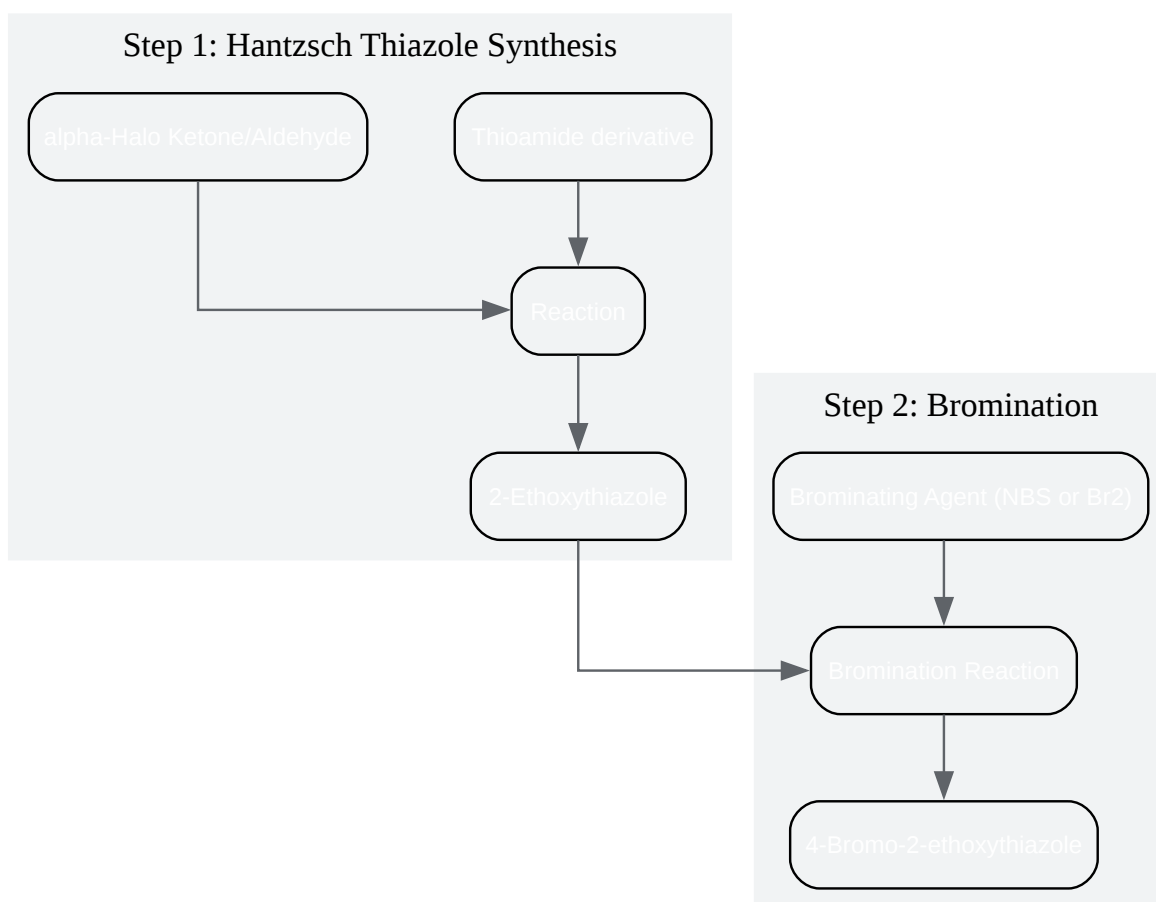 Step 1: Hantzsch Thiazole Synthesis
alpha-Halo Ketone/Aldehyde
Thioamide derivative
Reaction
2-Ethoxythiazole
Step 2: Bromination
Brominating Agent (NBS or Br2)
Bromination Reaction
4-Bromo-2-ethoxythiazole